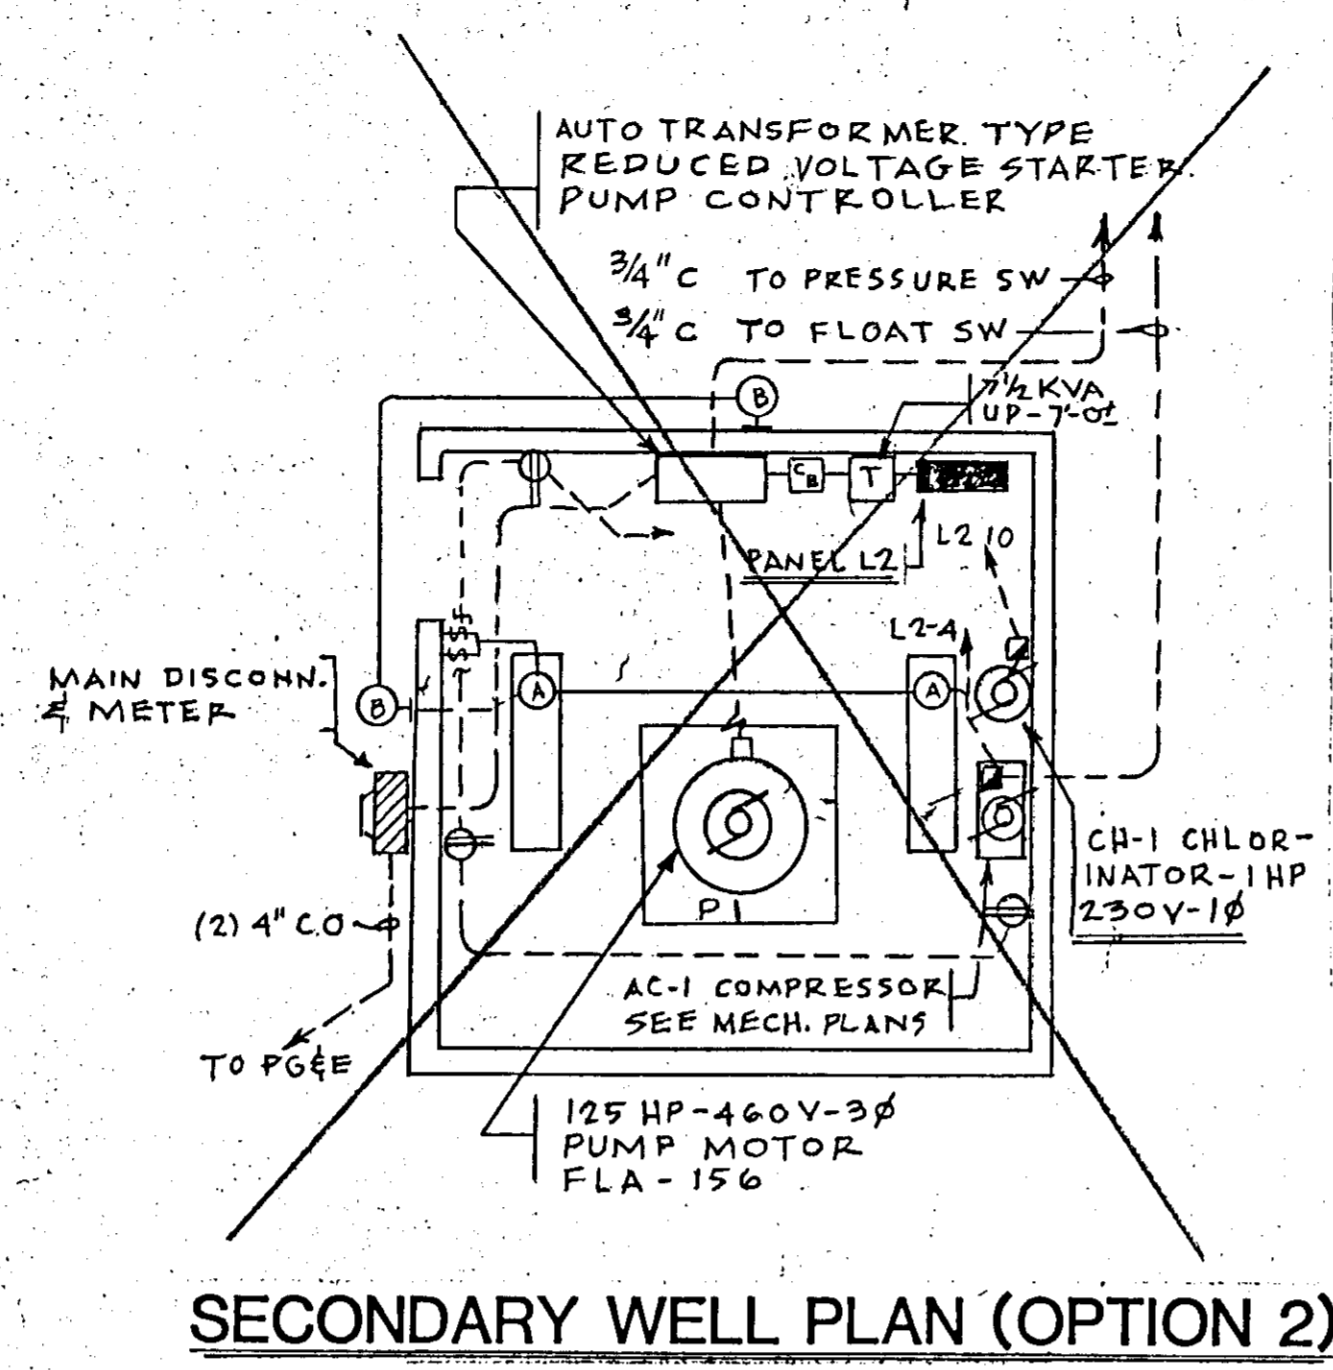 AUTO TRANSFORMER. TYPE
REDUCED VOLTAGE STARTER.
PUMP CONTROLLER
3/4" C TO PRESSURE SW
3/4" C TO FLOAT SW
7 1/2 KVA
UP-7'-0±
B
CB
T
L2 10
PANEL L2
L2-4
$ $ $
MAIN DISCONN.
& METER
B
A
A
P1
CH-1 CHLOR-
INATOR-1HP
230V-1Ø
(2) 4" C.O
AC-1 COMPRESSOR
SEE MECH. PLANS
TO PG&E
125 HP-460V-3Ø
PUMP MOTOR
FLA-156
SECONDARY WELL PLAN (OPTION 2)